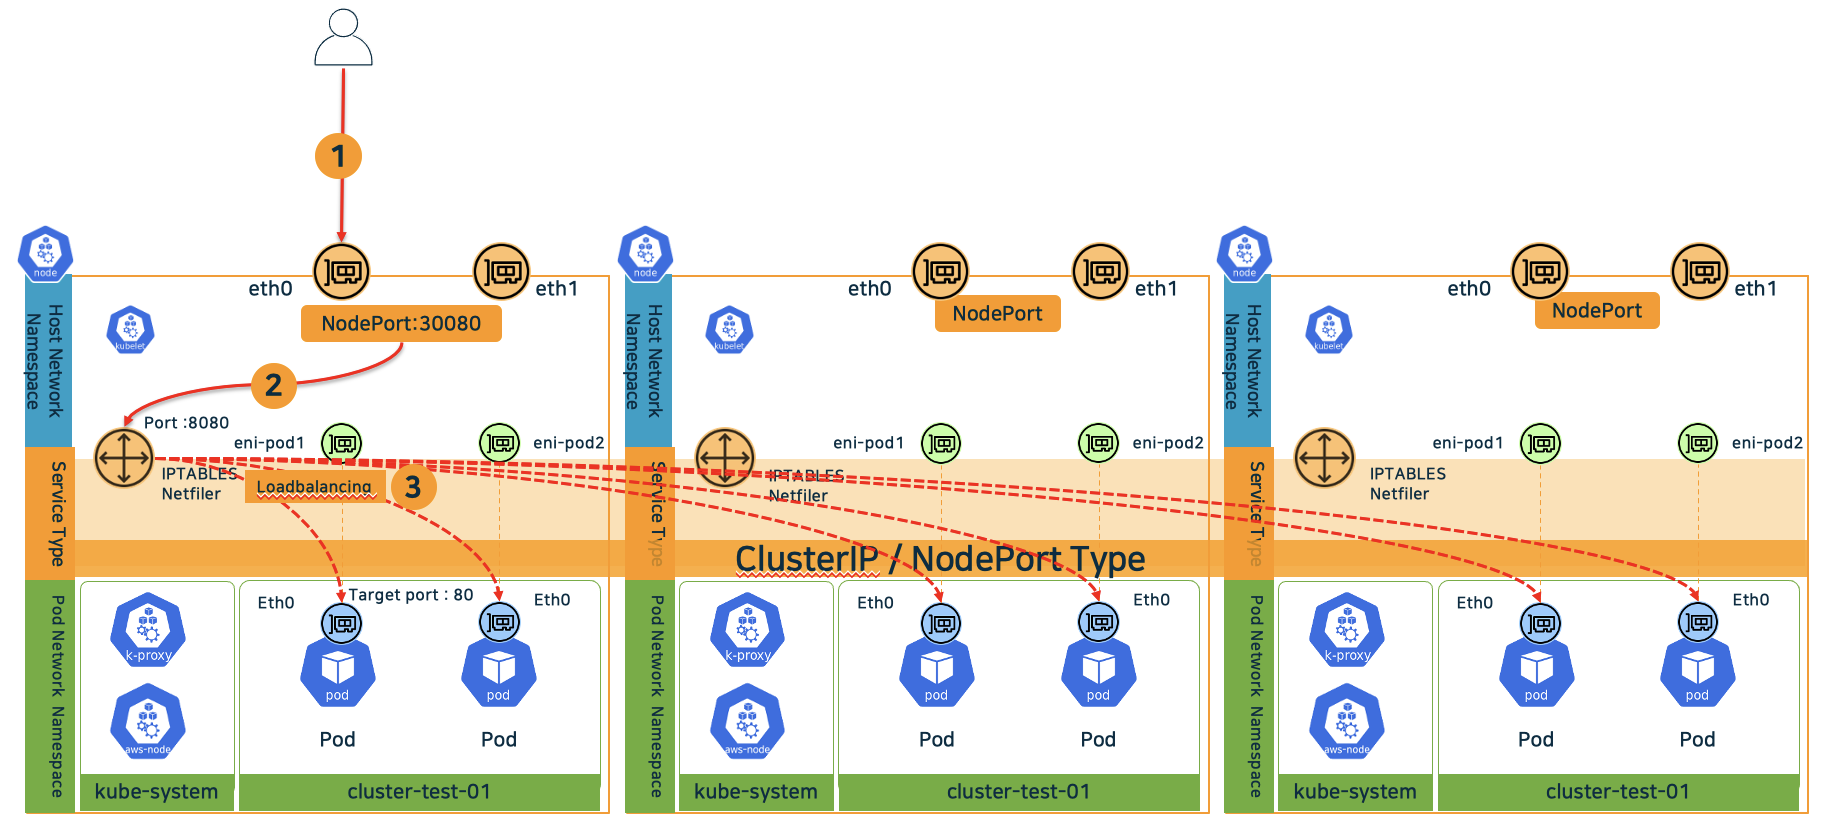 1
node
eth0
eth1
NodePort:30080
Host Network
Namespace
kubelet
2
Port :8080
eni-pod1
eni-pod2
IPTABLES
Netfiler
Loadbalancing
3
Service Type
Target port : 80
Eth0
Eth0
k-proxy
aws-node
pod
pod
Pod
Pod
Pod Network Namespace
kube-system
cluster-test-01
node
eth0
eth1
NodePort
Host Network
Namespace
kubelet
eni-pod1
eni-pod2
IPTABLES
Netfiler
Service Type
ClusterIP / NodePort Type
Eth0
Eth0
k-proxy
aws-node
pod
pod
Pod
Pod
Pod Network Namespace
kube-system
cluster-test-01
node
eth0
eth1
NodePort
Host Network
Namespace
kubelet
eni-pod1
eni-pod2
IPTABLES
Netfiler
Service Type
Eth0
Eth0
k-proxy
aws-node
pod
pod
Pod
Pod
Pod Network Namespace
kube-system
cluster-test-01